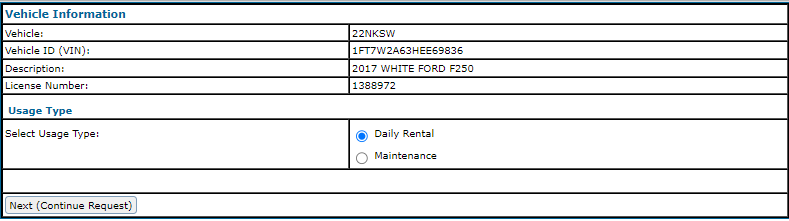 Vehicle Information
Vehicle: 22NKSW
Vehicle ID (VIN): 1FT7W2A63HEE69836
Description: 2017 WHITE FORD F250
License Number: 1388972
Usage Type
Select Usage Type: Daily Rental
Maintenance
Next (Continue Request)